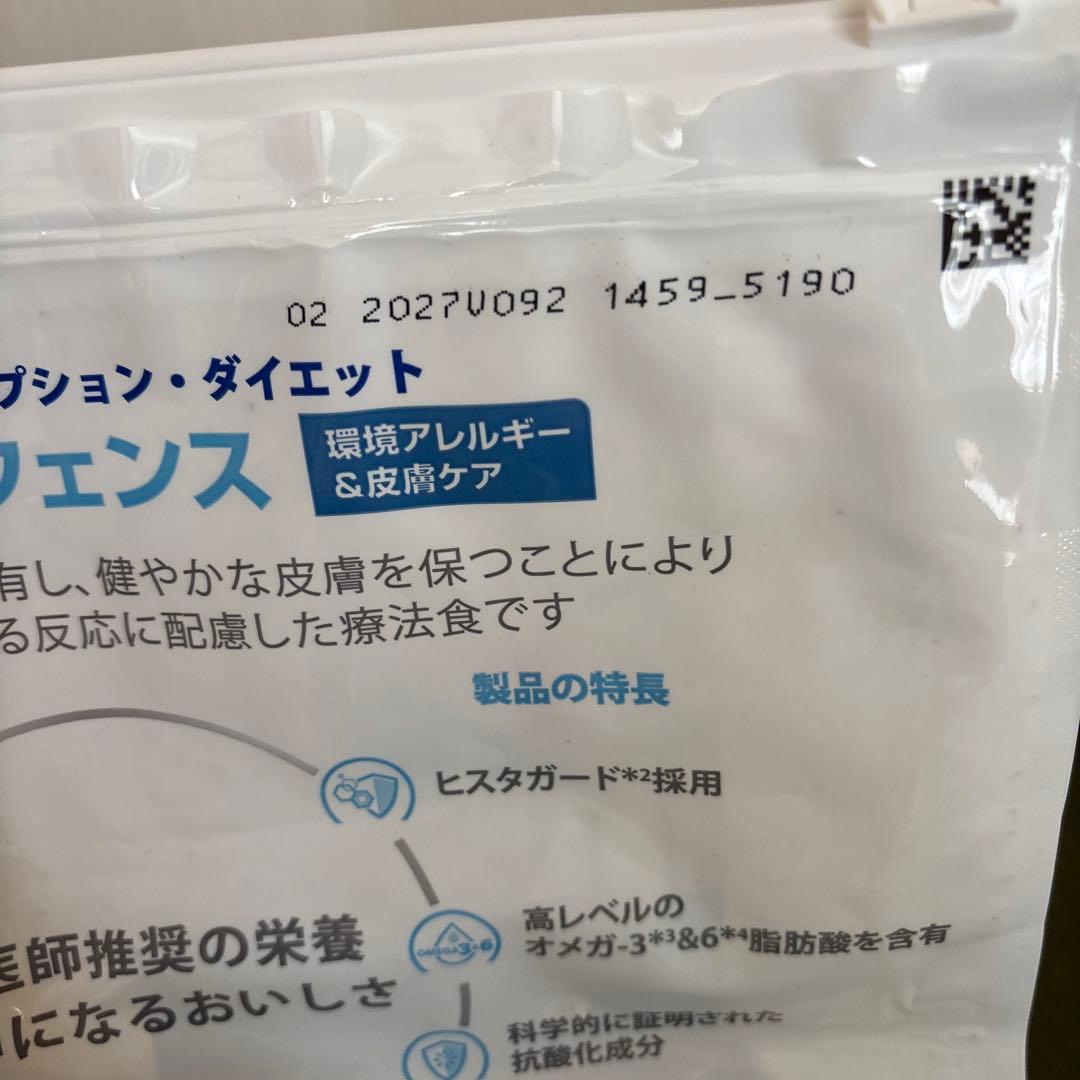 02 2027V092 1459_5190
プション・ダイエット
フェンス
環境アレルギー
&皮膚ケア
有し、健やかな皮膚を保つことにより
る反応に配慮した療法食です
製品の特長
ヒスタガード*2採用
OMEGA 3+6
高レベルの
オメガ-3*3&6*4脂肪酸を含有
医師推奨の栄養
になるおいしさ
科学的に証明された
抗酸化成分